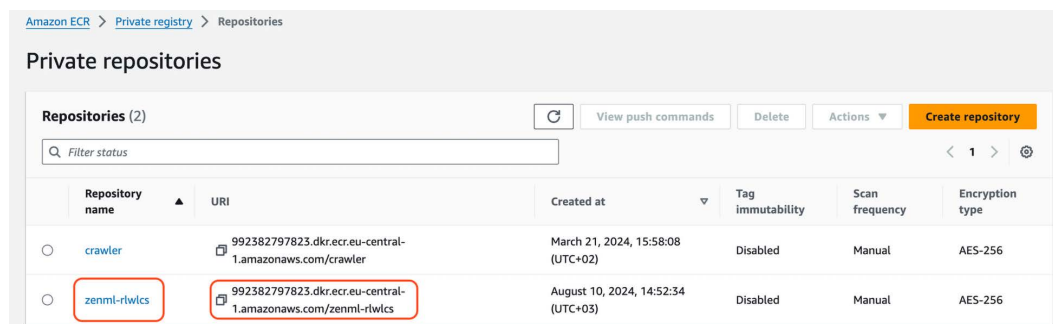 Amazon ECR > Private registry > Repositories
Private repositories
Repositories (2)
View push commands
Delete
Actions
Create repository
Filter status
1
Repository name
URI
Created at
Tag immutability
Scan frequency
Encryption type
crawler
992382797823.dkr.ecr.eu-central-
1.amazonaws.com/crawler
March 21, 2024, 15:58:08
(UTC+02)
Disabled
Manual
AES-256
zenml-rlwlcs
992382797823.dkr.ecr.eu-central-
1.amazonaws.com/zenml-rlwlcs
August 10, 2024, 14:52:34
(UTC+03)
Disabled
Manual
AES-256